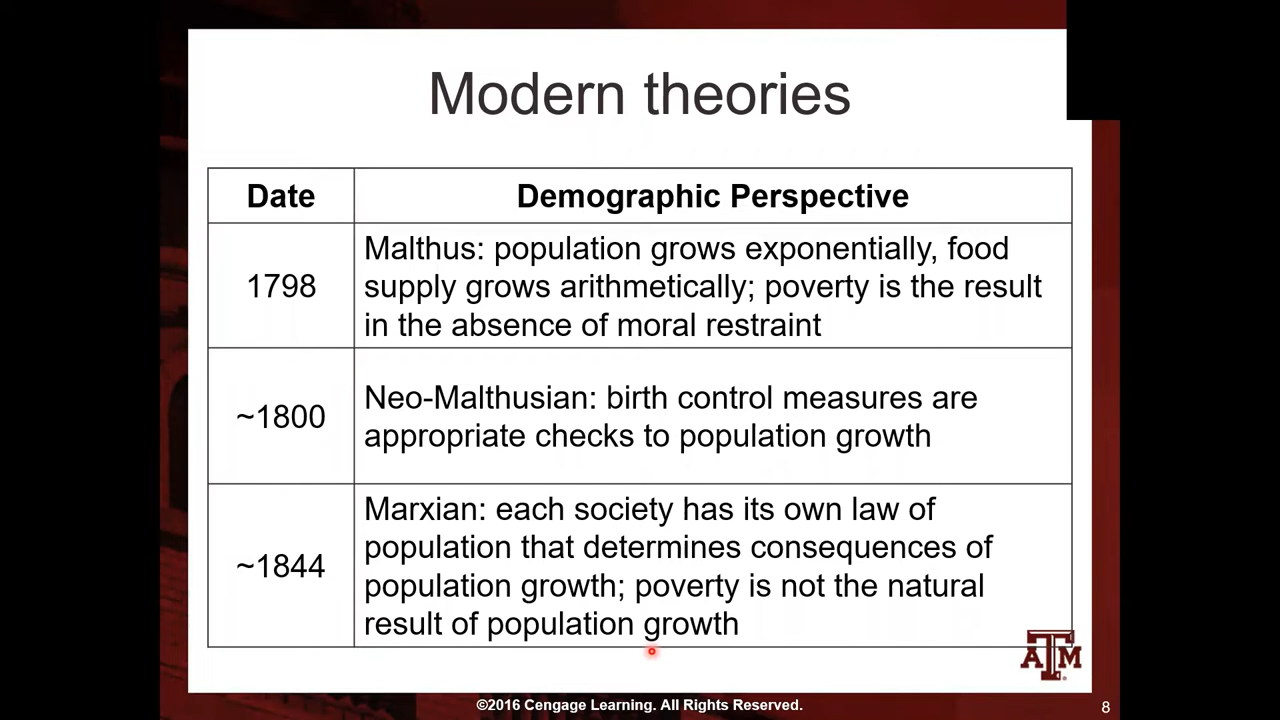 Modern theories
Date
Demographic Perspective
1798
Malthus: population grows exponentially, food
supply grows arithmetically; poverty is the result
in the absence of moral restraint
~1800
Neo-Malthusian: birth control measures are
appropriate checks to population growth
~1844
Marxian: each society has its own law of
population that determines consequences of
population growth; poverty is not the natural
result of population growth
ATM
©2016 Cengage Learning. All Rights Reserved.
8